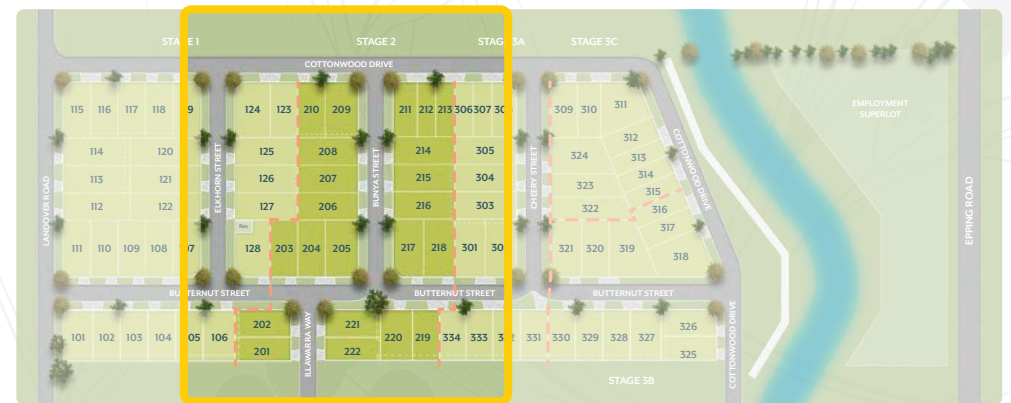 STAGE 1
STAGE 2
STAGE 3A
STAGE 3C
COTTONWOOD DRIVE
115 116 117 118
124 123 210 209
211 212 213 306 307
309 310 311
EMPLOYMENT
SUPERLOT
114 120
125 208
214 305
324 312
313
113 121
126 207
215 304
323 314
315
112 122
127 206
216 303
322 316
317
LANDOVER ROAD
ELKHORN STREET
BUNYA STREET
CHEERY STREET
COTTONWOOD DRIVE
EPPING ROAD
Res
111 110 109 108
128 203 204 205
217 218 301
321 320 319 318
BUTTERNUT STREET
BUTTERNUT STREET
BUTTERNUT STREET
101 102 103 104 105 106
202
201
ILLAWARRA WAY
221
222
220 219 334 333
331 330 329 328 327
326
325
COTTONWOOD DRIVE
STAGE 3B